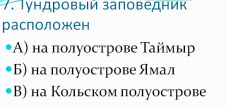 7. Тундровый заповедник
расположен
А) на полуострове Таймыр
Б) на полуострове Ямал
В) на Кольском полуострове